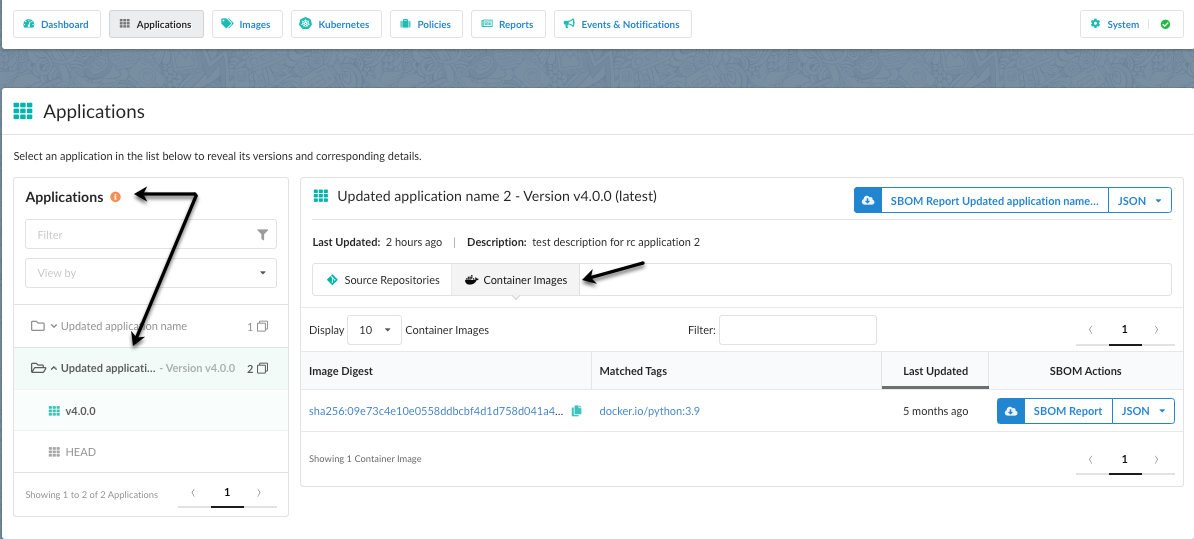 Dashboard
Applications
Images
Kubernetes
Policies
Reports
Events & Notifications
System
Applications
Select an application in the list below to reveal its versions and corresponding details.
Applications
Filter
View by
Updated application name 1
Updated applicati... - Version v4.0.0 2
v4.0.0
HEAD
Showing 1 to 2 of 2 Applications 1
Updated application name 2 - Version v4.0.0 (latest)
SBOM Report Updated application name... JSON
Last Updated: 2 hours ago | Description: test description for rc application 2
Source Repositories
Container Images
Display 10 Container Images
Filter:
1
Image Digest
Matched Tags
Last Updated
SBOM Actions
sha256:09e73c4e10e0558ddbcbf4d1d758d041a4...
docker.io/python:3.9
5 months ago
SBOM Report JSON
Showing 1 Container Image
1